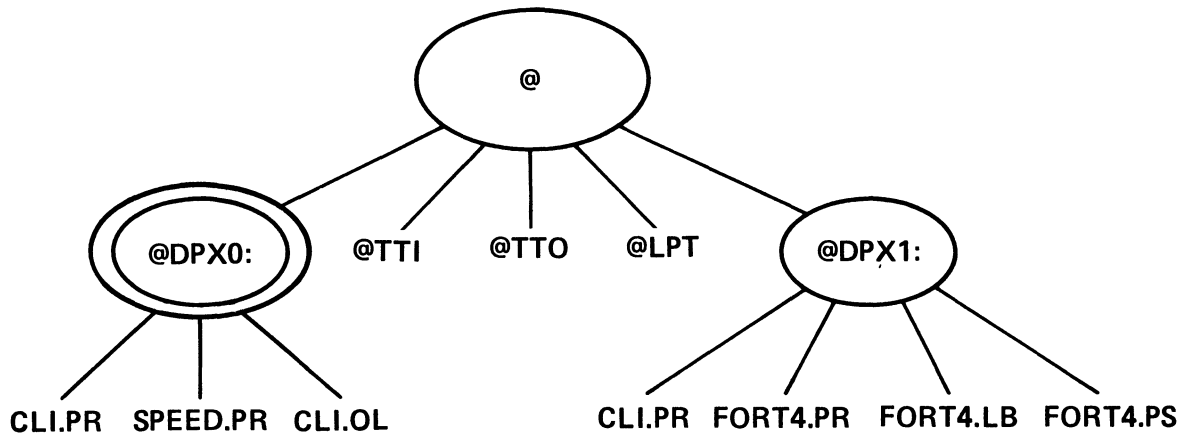 @
@DPX0: @TTI @TTO @LPT @DPX1:
CLI.PR SPEED.PR CLI.OL CLI.PR FORT4.PR FORT4.LB FORT4.PS